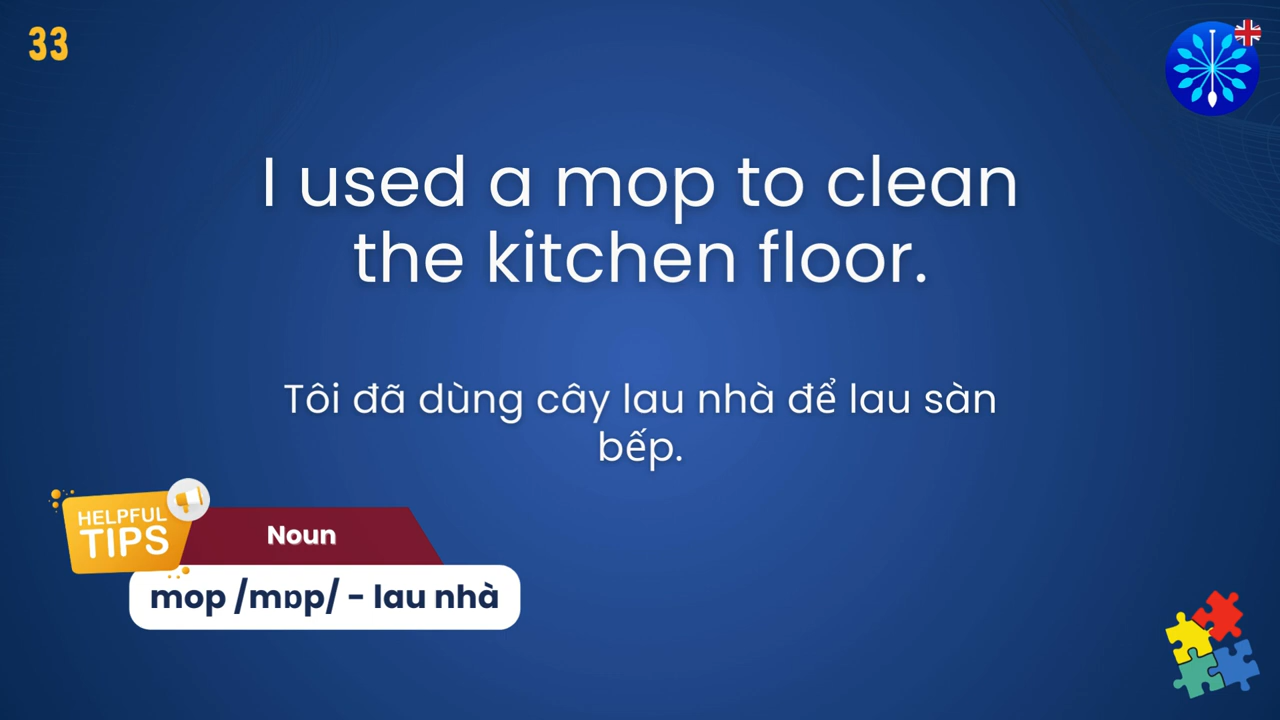 33
I used a mop to clean
the kitchen floor.
Tôi đã dùng cây lau nhà để lau sàn
bếp.
HELPFUL
TIPS
Noun
mop /mɒp/ - lau nhà